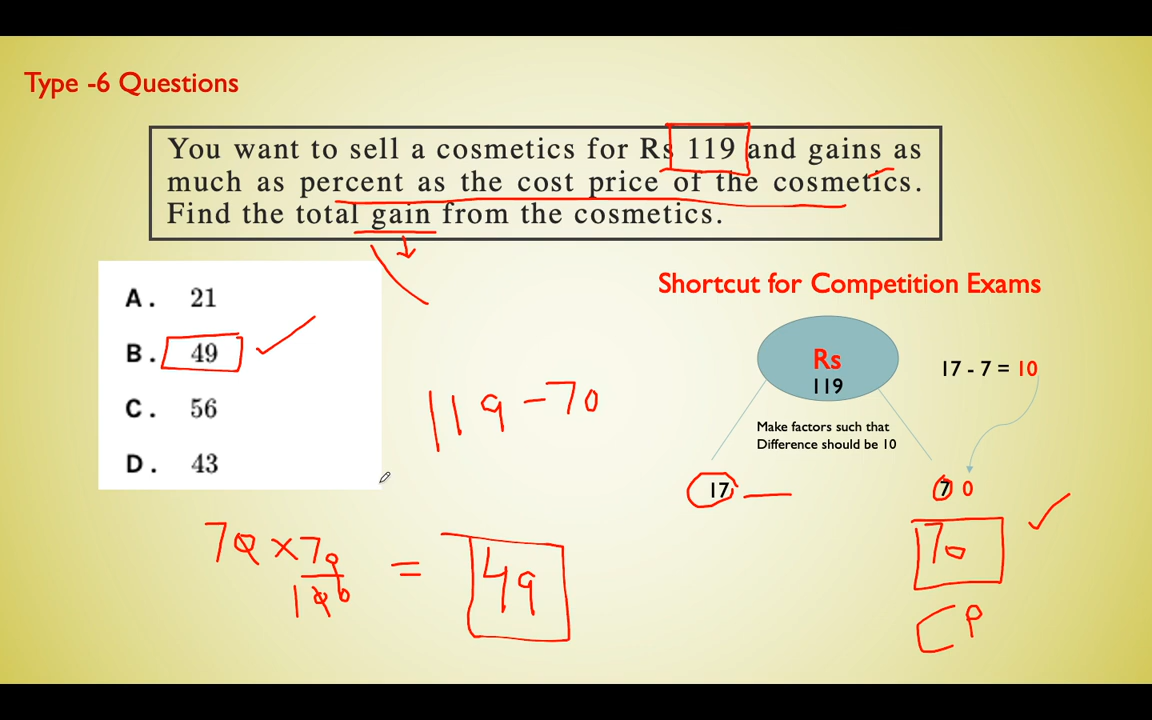 Type -6 Questions
You want to sell a cosmetics for Rs 119 and gains as
much as percent as the cost price of the cosmetics.
Find the total gain from the cosmetics.
A. 21
B. 49
C. 56
D. 43
119-70
70×70
100
= 49
Shortcut for Competition Exams
Rs
119
17 - 7 = 10
Make factors such that
Difference should be 10
17
7 0
70
CP